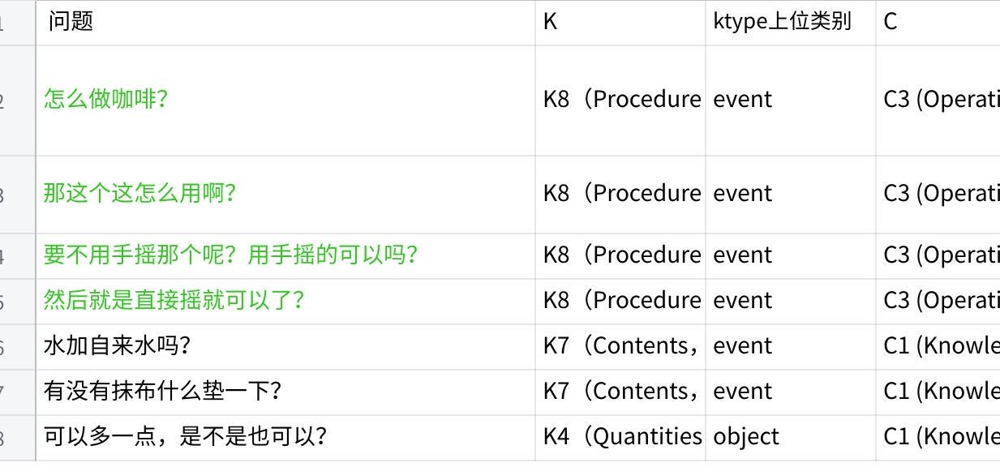 问题 K ktype上位类别 C
2 怎么做咖啡? K8（Procedure event C3 (Operati
3 那这个这怎么用啊? K8（Procedure event C3 (Operati
4 要不用手摇那个呢？用手摇的可以吗? K8（Procedure event C3 (Operati
5 然后就是直接摇就可以了? K8（Procedure event C3 (Operati
6 水加自来水吗? K7（Contents， event C1 (Knowle
7 有没有抹布什么垫一下? K7（Contents， event C1 (Knowle
8 可以多一点，是不是也可以? K4（Quantities object C1 (Knowle